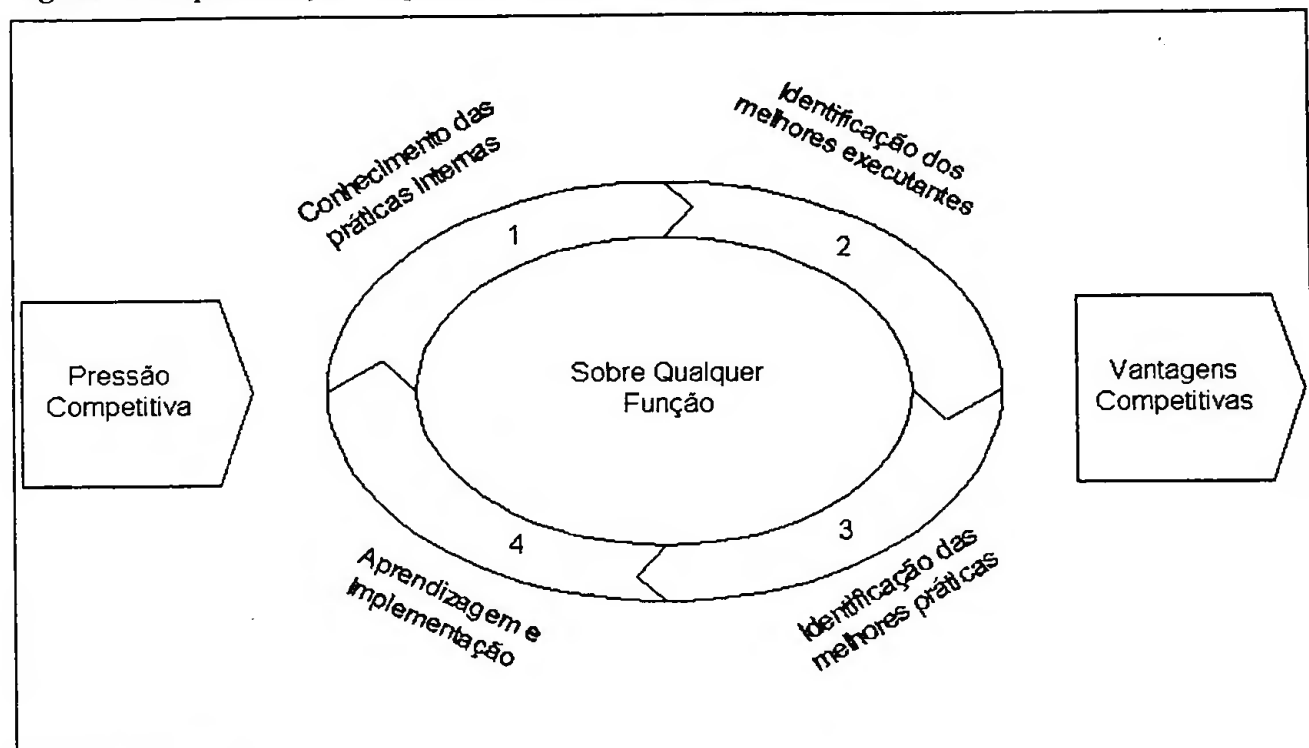 Pressão
Competitiva
Conhecimento das
práticas internas
1
Identificação dos
melhores executantes
2
Sobre Qualquer
Função
Identificação das
melhores práticas
3
Aprendizagem e
Implementação
4
Vantagens
Competitivas